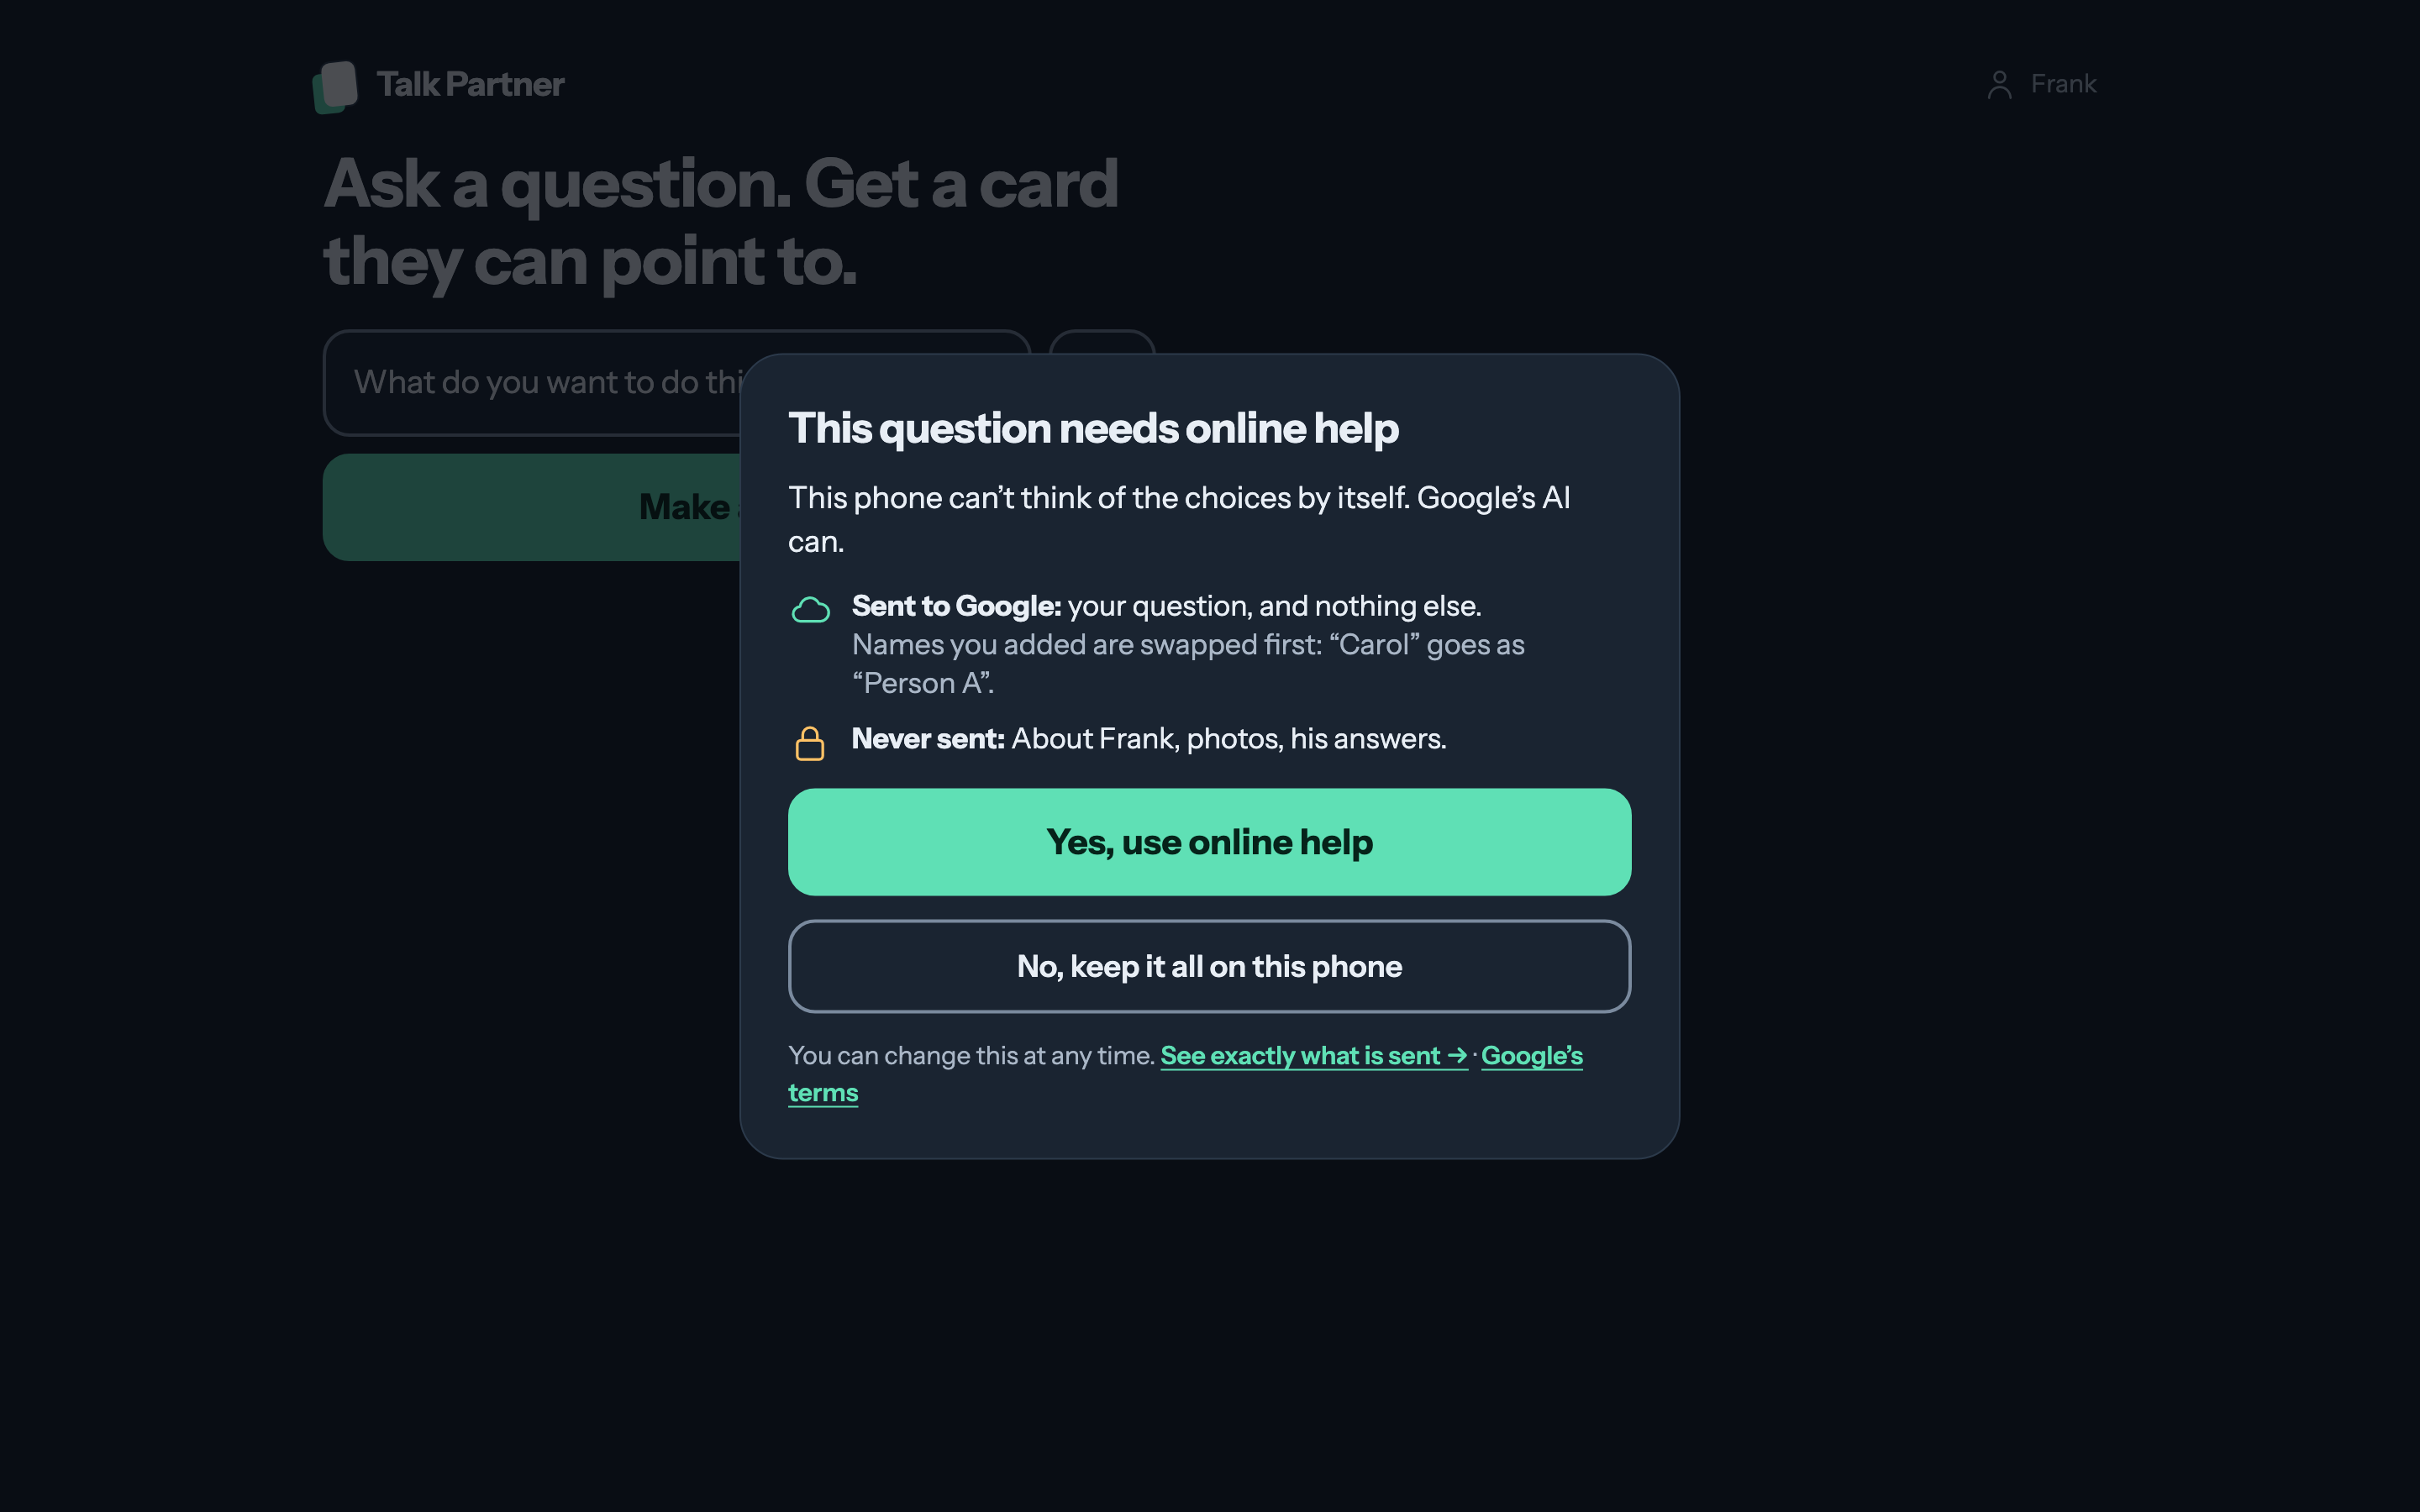 Talk Partner
Frank
Ask a question. Get a card
they can point to.
What do you want to do
Make
This question needs online help
This phone can’t think of the choices by itself. Google’s AI
can.
Sent to Google: your question, and nothing else.
Names you added are swapped first: “Carol” goes as
“Person A”.
Never sent: About Frank, photos, his answers.
Yes, use online help
No, keep it all on this phone
You can change this at any time. See exactly what is sent → · Google’s
terms